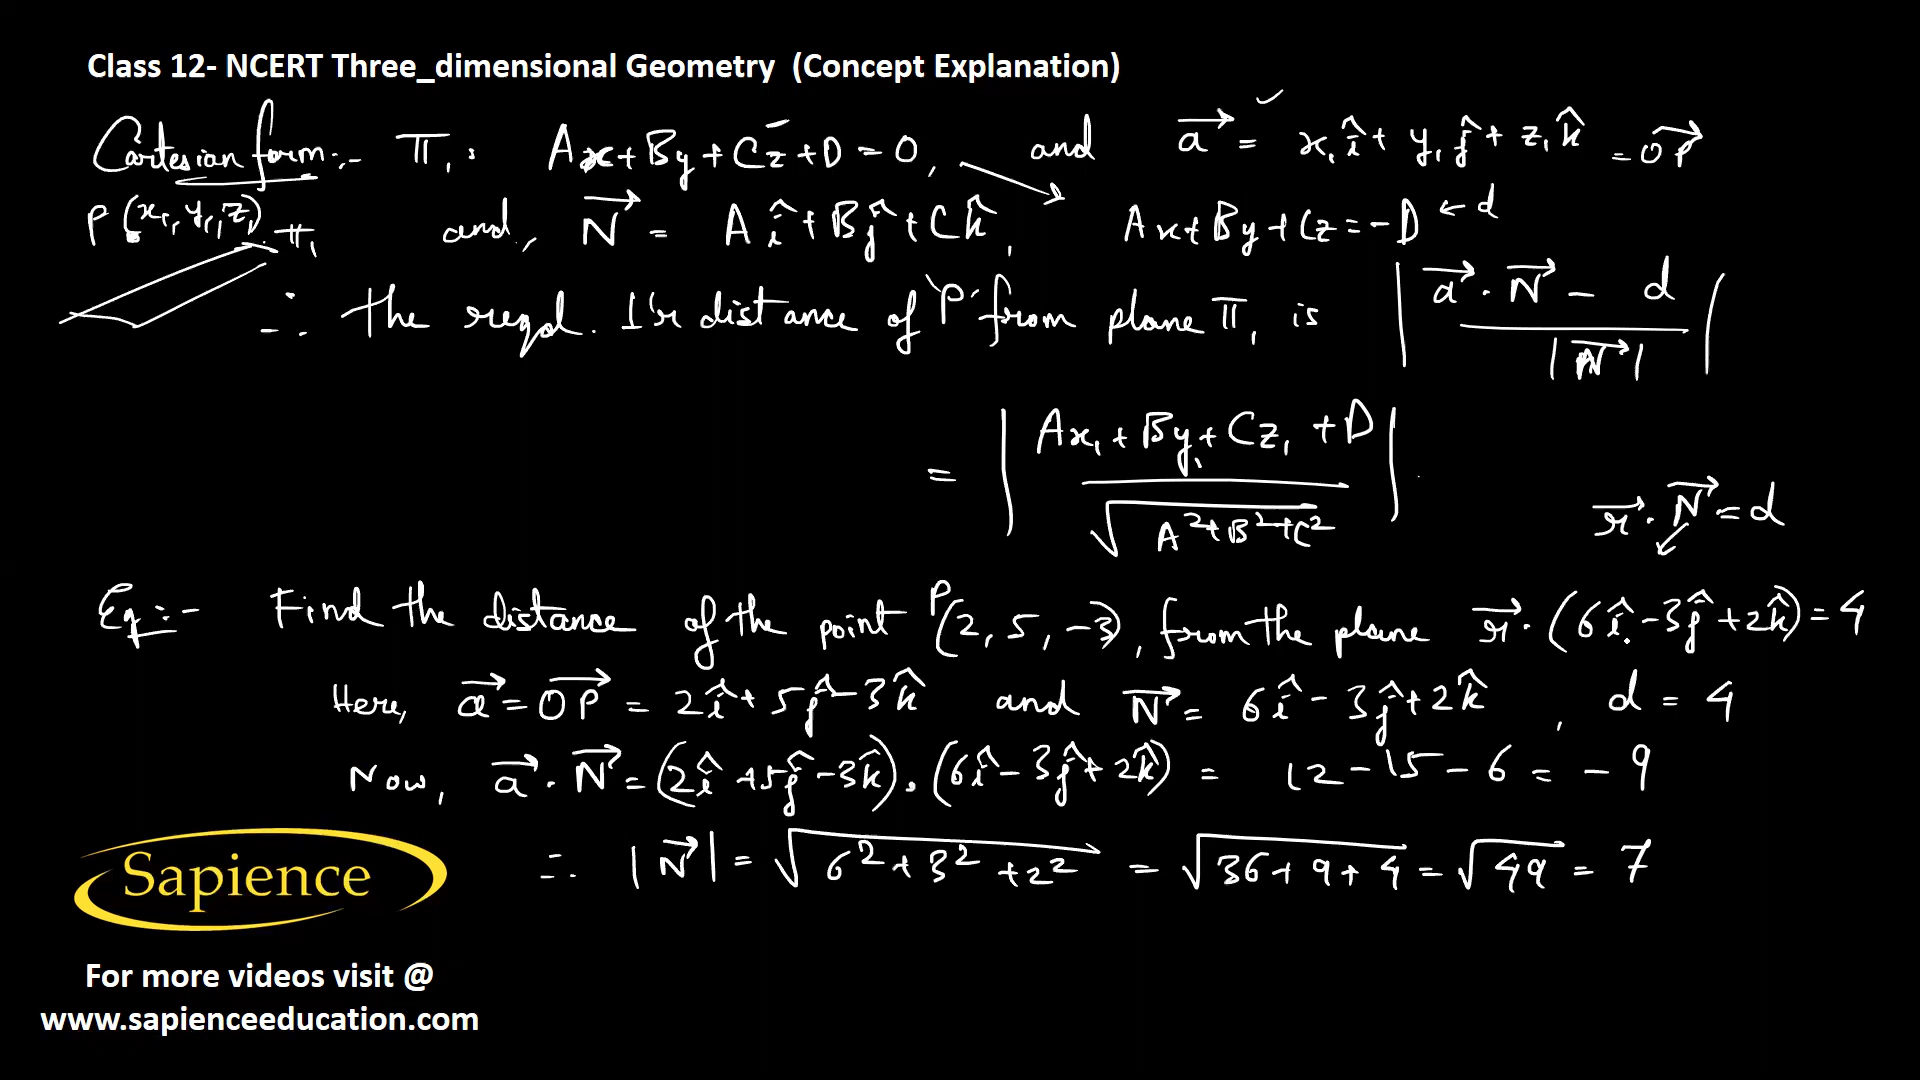 Class 12- NCERT Three_dimensional Geometry (Concept Explanation)
Cartesian form:- π₁: Ax+By+Cz+D=0, and a⃗ = x₁î + y₁ĵ + z₁k̂ = OP⃗
P(x₁, y₁, z₁) π₁ and, N⃗ = Aî+Bĵ+Ck̂, Ax+By+Cz=-D ← d
∴ the reqd. ⊥'r distance of 'P' from plane π₁ is |(a⃗ . N⃗ - d)/|N⃗||
= |(Ax₁+By₁+Cz₁+D)/√(A²+B²+C²)|
r⃗ . N⃗ = d
Eg:- Find the distance of the point P(2, 5, -3), from the plane r⃗ . (6î-3ĵ+2k̂)=4
Here, a⃗ = OP⃗ = 2î+5ĵ-3k̂ and N⃗ = 6î-3ĵ+2k̂, d = 4
Now, a⃗ . N⃗ = (2î+5ĵ-3k̂).(6î-3ĵ+2k̂) = 12-15-6 = -9
∴ |N⃗| = √(6²+3²+2²) = √(36+9+4) = √49 = 7
Sapience
For more videos visit @
www.sapienceeducation.com